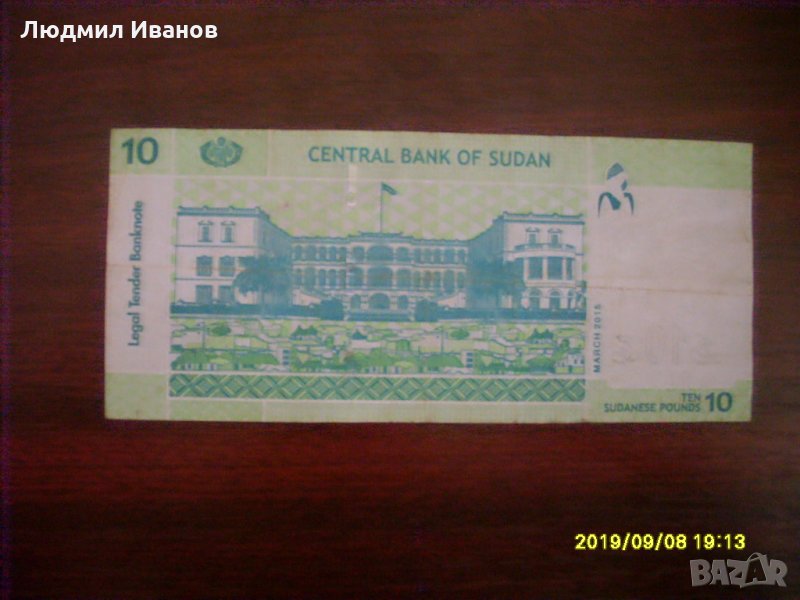 Людмил Иванов
10
CENTRAL BANK OF SUDAN
Legal Tender Banknote
MARCH 2015
TEN
SUDANESE POUNDS 10
2019/09/08 19:13
BAZAR